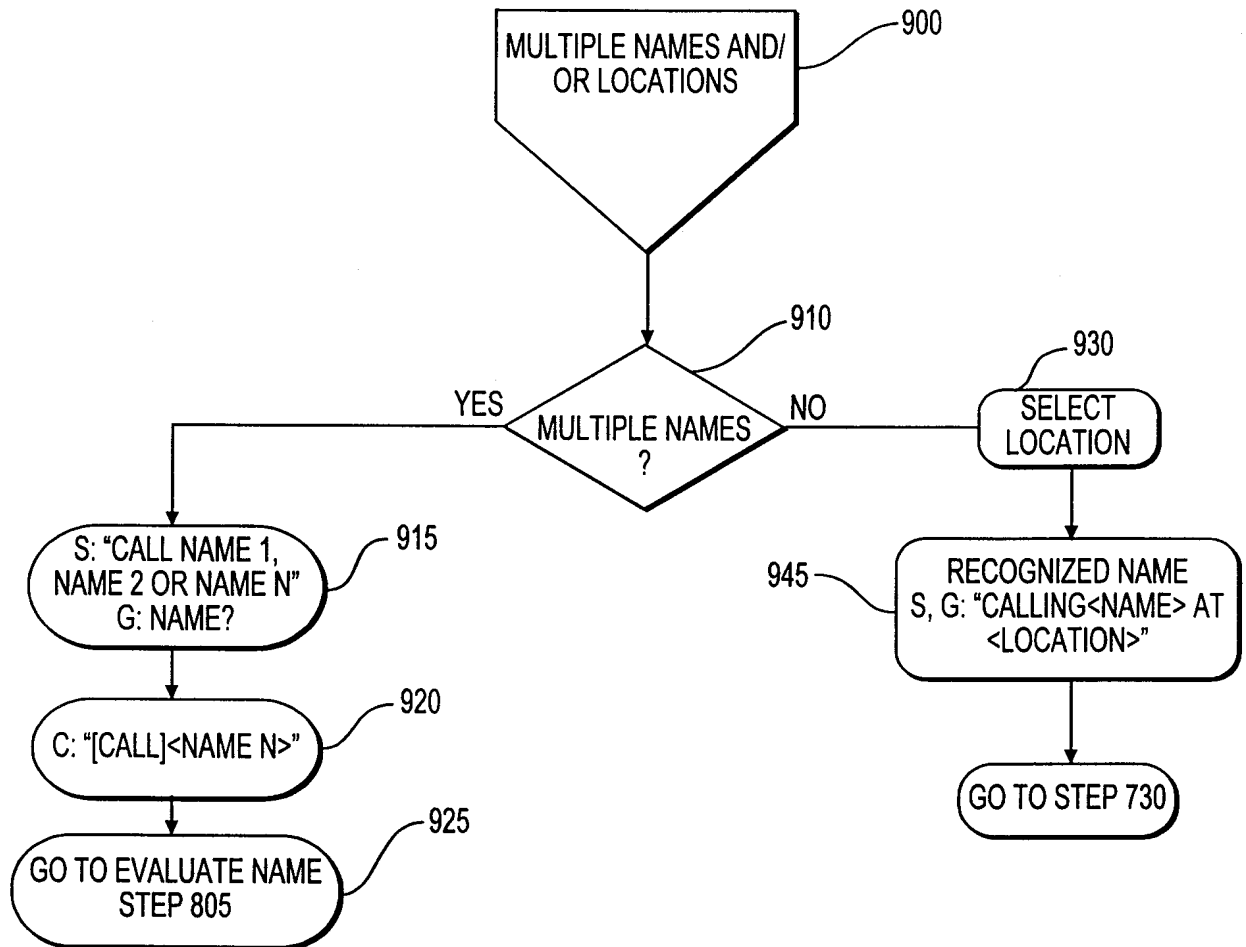 MULTIPLE NAMES AND/
OR LOCATIONS
900
910
MULTIPLE NAMES
?
YES
NO
930
SELECT
LOCATION
S: “CALL NAME 1,
NAME 2 OR NAME N”
G: NAME?
915
945
RECOGNIZED NAME
S, G: “CALLING<NAME> AT
<LOCATION>”
C: “[CALL]<NAME N>”
920
GO TO STEP 730
GO TO EVALUATE NAME
STEP 805
925